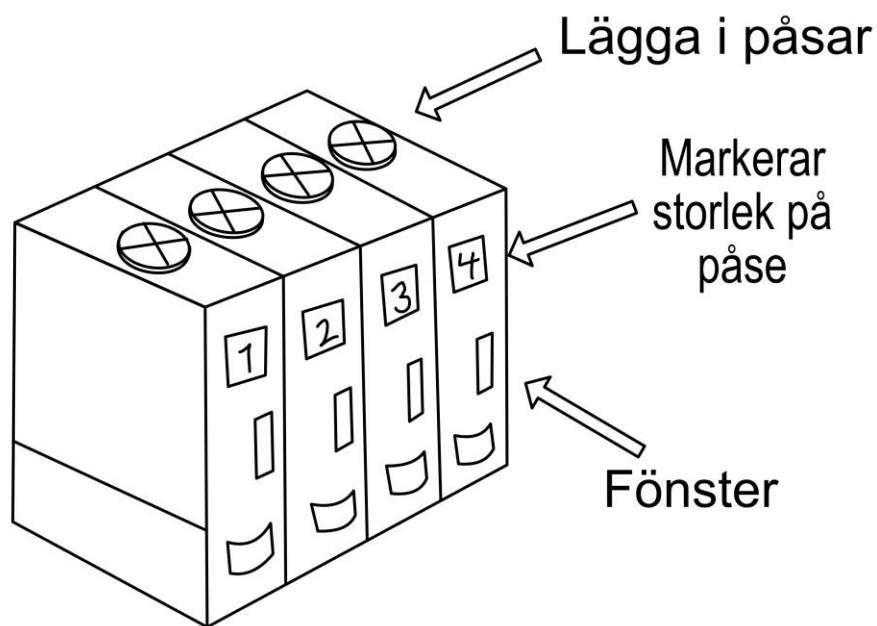 Lägga i påsar
Markerar
storlek på
påse
1
2
3
4
Fönster